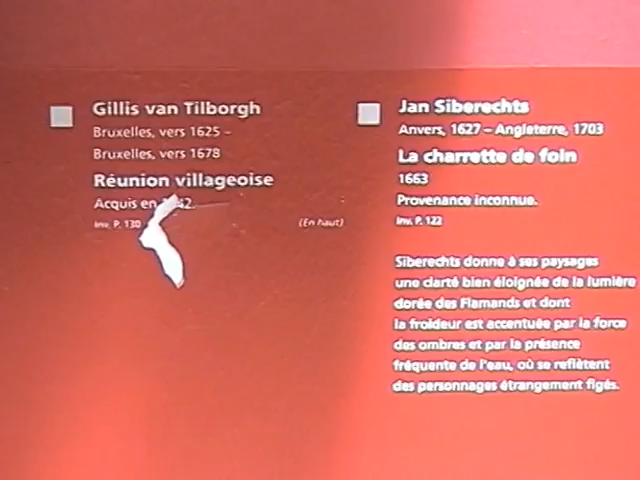 Gillis van Tilborgh
Bruxelles, vers 1625 –
Bruxelles, vers 1678
Réunion villageoise
Acquis en
Inv. P. 130
(En haut)
Jan Siberechts
Anvers, 1627 – Angleterre, 1703
La charrette de foin
1663
Provenance inconnue.
Inv. P. 122
Siberechts donne à ses paysages
une clarté bien éloignée de la lumière
dorée des Flamands et dont
la froideur est accentuée par la force
des ombres et par la présence
fréquente de l'eau, où se reflètent
des personnages étrangement figés.